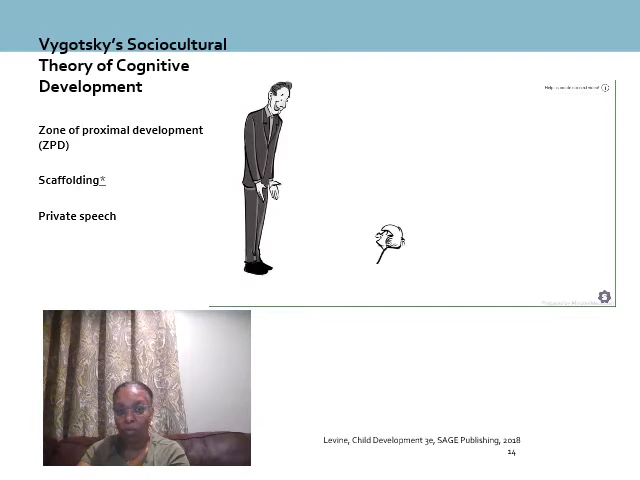 Vygotsky's Sociocultural
Theory of Cognitive
Development
Zone of proximal development
(ZPD)
Scaffolding*
Private speech
Levine, Child Development 3e, SAGE Publishing, 2018
14